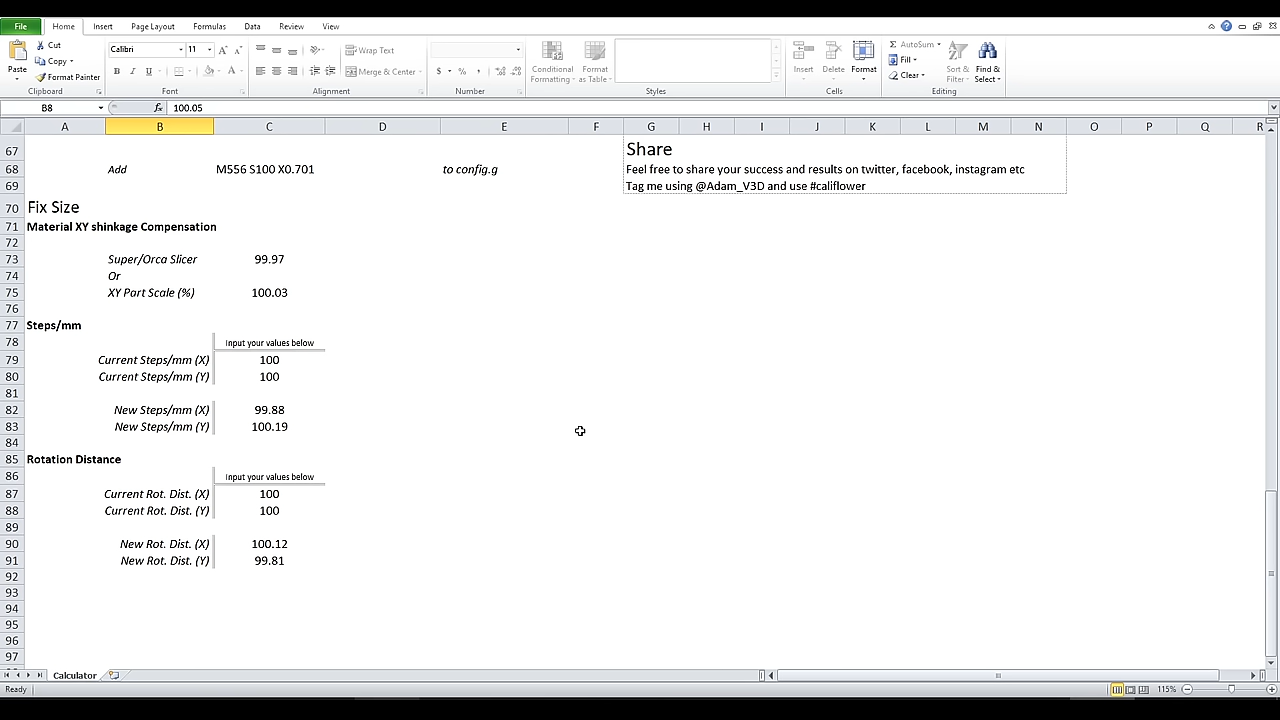 File Home Insert Page Layout Formulas Data Review View
Paste Cut Copy Format Painter Clipboard
Calibri 11 Font
Wrap Text Merge & Center Alignment
$ % , Number
Conditional Formatting Format as Table Styles
Insert Delete Format Cells
AutoSum Fill Clear Sort & Filter Find & Select Editing
B8 fx 100.05
A B C D E F G H I J K L M N O P Q R
67 Share
68 Add M556 S100 X0.701 to config.g Feel free to share your success and results on twitter, facebook, instagram etc
69 Tag me using @Adam_V3D and use #califlower
70 Fix Size
71 Material XY shinkage Compensation
72
73 Super/Orca Slicer 99.97
74 Or
75 XY Part Scale (%) 100.03
76
77 Steps/mm
78 Input your values below
79 Current Steps/mm (X) 100
80 Current Steps/mm (Y) 100
81
82 New Steps/mm (X) 99.88
83 New Steps/mm (Y) 100.19
84
85 Rotation Distance
86 Input your values below
87 Current Rot. Dist. (X) 100
88 Current Rot. Dist. (Y) 100
89
90 New Rot. Dist. (X) 100.12
91 New Rot. Dist. (Y) 99.81
92
93
94
95
96
97
Calculator
Ready 115%